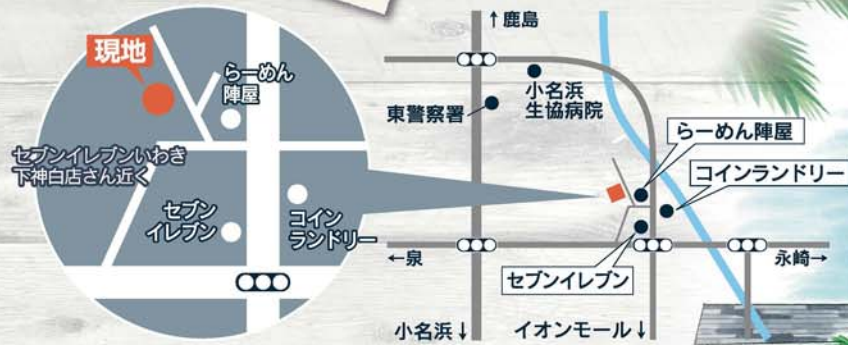 現地
らーめん
陣屋
セブンイレブンいわき
下神白店さん近く
セブン
イレブン
コイン
ランドリー
↑鹿島
東警察署
小名浜
生協病院
らーめん陣屋
コインランドリー
←泉
セブンイレブン
永崎→
小名浜↓
イオンモール↓